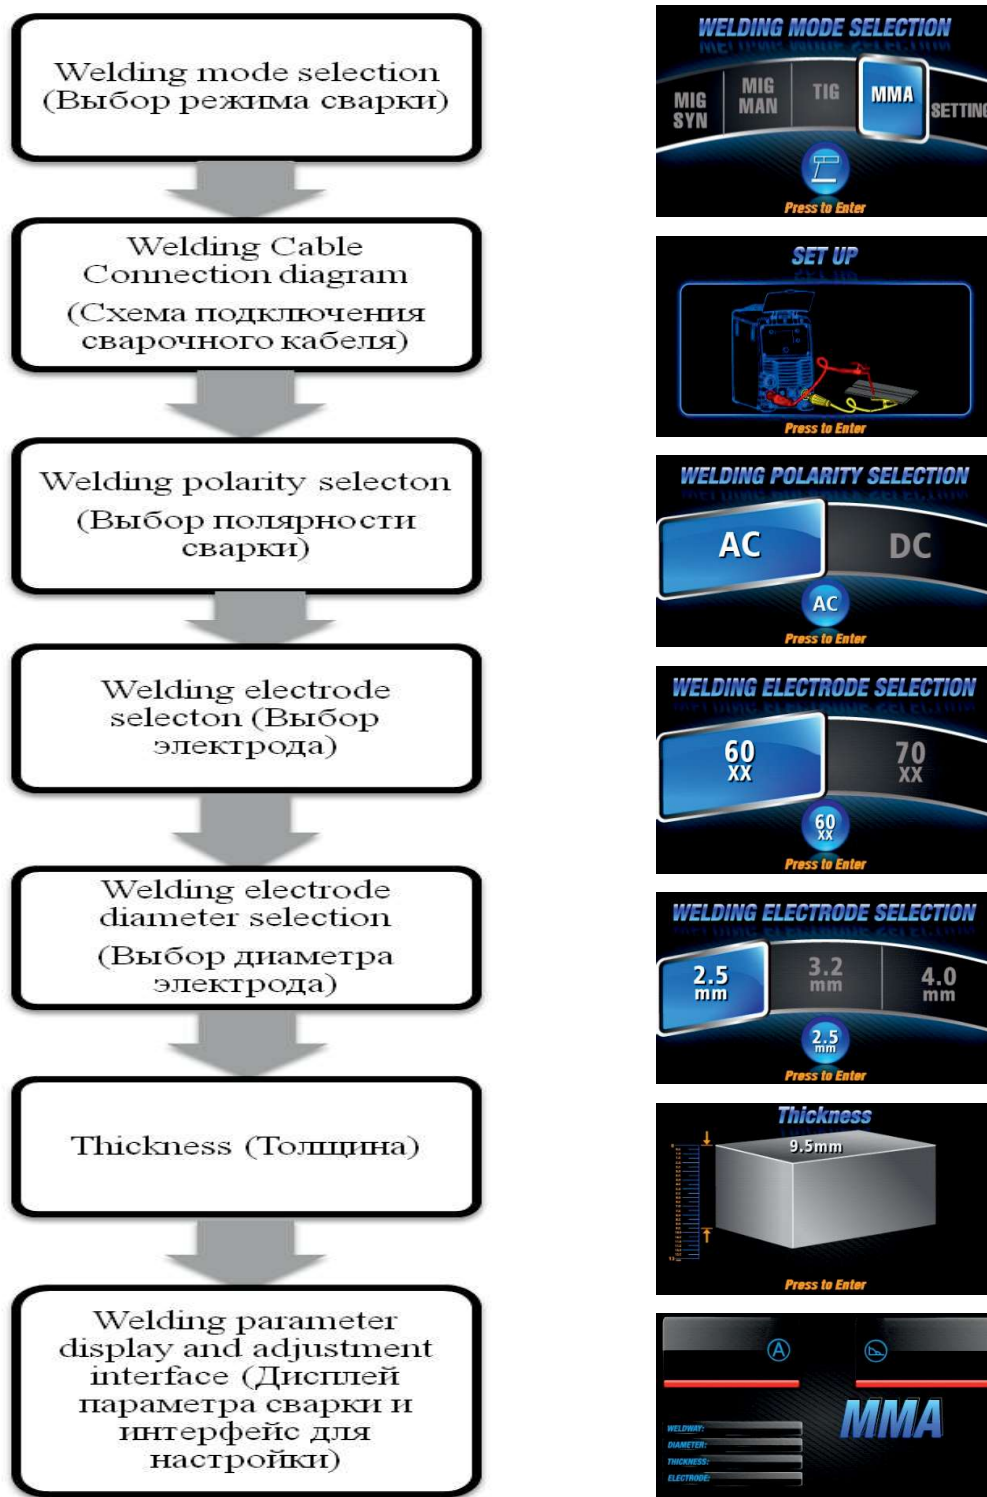 Welding mode selection
(Выбор режима сварки)
WELDING MODE SELECTION
MIG
SYN
MIG
MAN
TIG
MMA
SETTING
Press to Enter
Welding Cable
Connection diagram
(Схема подключения
сварочного кабеля)
SET UP
Press to Enter
Welding polarity selecton
(Выбор полярности
сварки)
WELDING POLARITY SELECTION
AC
DC
AC
Press to Enter
Welding electrode
selecton (Выбор
электрода)
WELDING ELECTRODE SELECTION
60
XX
70
XX
60
XX
Press to Enter
Welding electrode
diameter selection
(Выбор диаметра
электрода)
WELDING ELECTRODE SELECTION
2.5
mm
3.2
mm
4.0
mm
2.5
mm
Press to Enter
Thickness (Толщина)
Thickness
9.5mm
Press to Enter
Welding parameter
display and adjustment
interface (Дисплей
параметра сварки и
интерфейс для
настройки)
A
MMA
WELDWAY:
DIAMETER:
THICKNESS:
ELECTRODE: